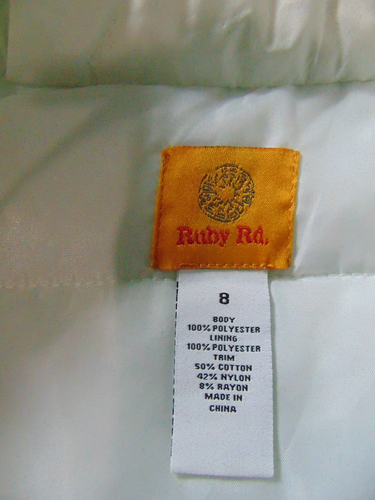 Ruby Rd.
8
BODY
100% POLYESTER
LINING
100% POLYESTER
TRIM
50% COTTON
42% NYLON
8% RAYON
MADE IN
CHINA